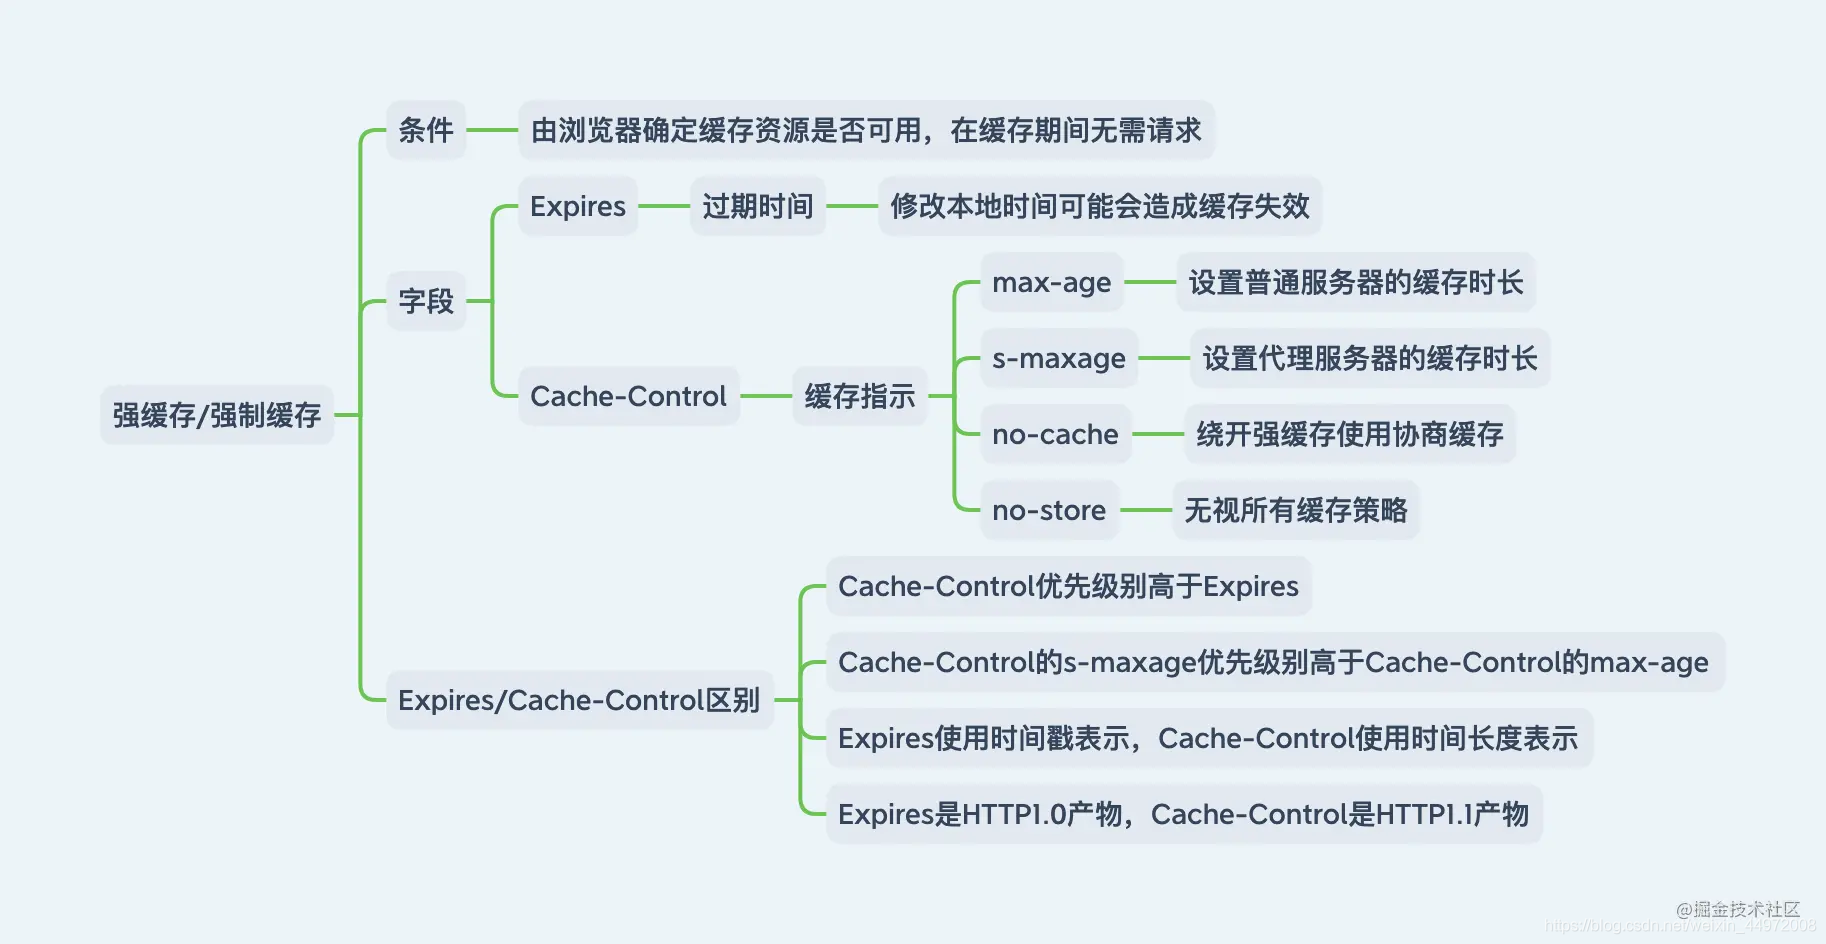 条件
由浏览器确定缓存资源是否可用，在缓存期间无需请求
Expires
过期时间
修改本地时间可能会造成缓存失效
字段
max-age
设置普通服务器的缓存时长
s-maxage
设置代理服务器的缓存时长
Cache-Control
缓存指示
强缓存/强制缓存
no-cache
绕开强缓存使用协商缓存
no-store
无视所有缓存策略
Cache-Control优先级别高于Expires
Cache-Control的s-maxage优先级别高于Cache-Control的max-age
Expires/Cache-Control区别
Expires使用时间戳表示，Cache-Control使用时间长度表示
Expires是HTTP1.0产物，Cache-Control是HTTP1.1产物
@掘金技术社区
https://blog.csdn.net/weixin_44972008